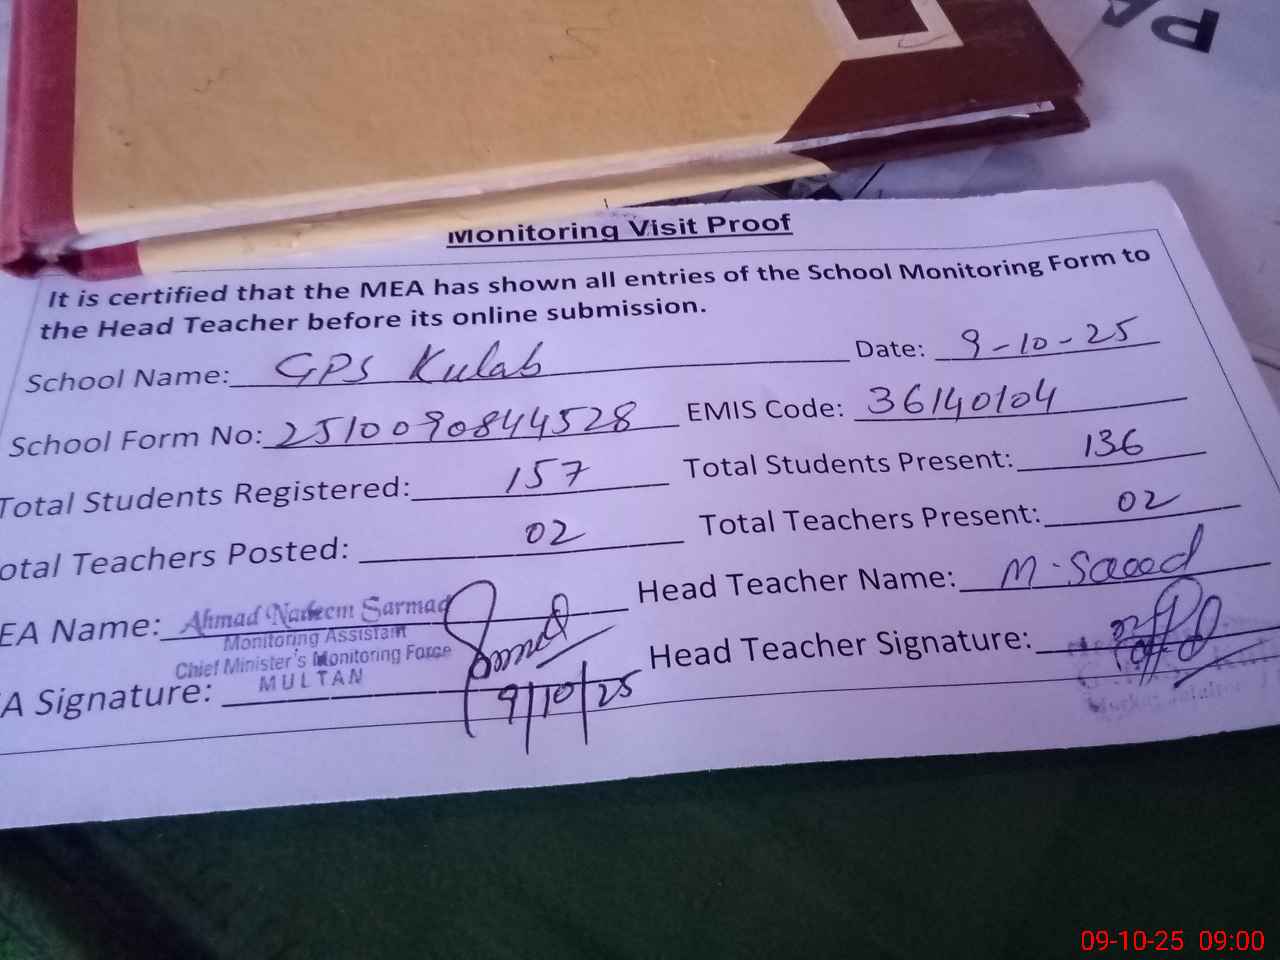 PA
Monitoring Visit Proof
It is certified that the MEA has shown all entries of the School Monitoring Form to
the Head Teacher before its online submission.
School Name: GPS Kulab Date: 9-10-25
School Form No: 2510090844528 EMIS Code: 36140104
Total Students Registered: 157 Total Students Present: 136
otal Teachers Posted: 02 Total Teachers Present: 02
EA Name: Ahmad Nadeem Sarmad Head Teacher Name: M. Saeed
Monitoring Assistant
Chief Minister's Monitoring Force
MULTAN
A Signature: 9/10/25 Head Teacher Signature:
09-10-25 09:00